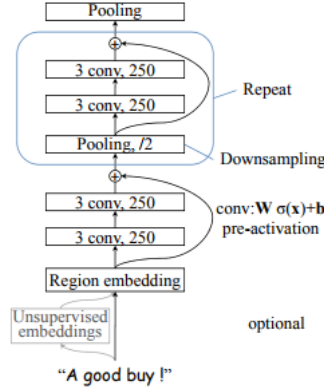 Pooling
3 conv, 250
3 conv, 250
Repeat
Pooling, /2
Downsampling
3 conv, 250
conv:W σ(x)+b
pre-activation
3 conv, 250
Region embedding
Unsupervised
embeddings
optional
“A good buy !”